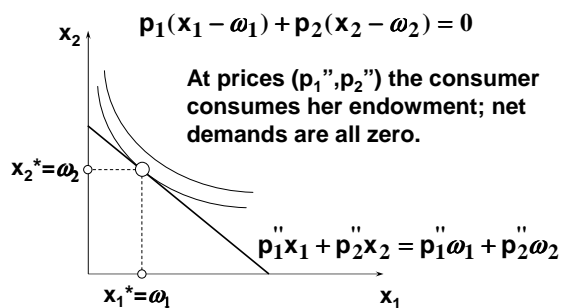 x₂
p₁(x₁ − ω₁) + p₂(x₂ − ω₂) = 0
At prices (p₁”,p₂”) the consumer
consumes her endowment; net
demands are all zero.
x₂*=ω₂
p₁" x₁ + p₂" x₂ = p₁" ω₁ + p₂" ω₂
x₁
x₁*=ω₁